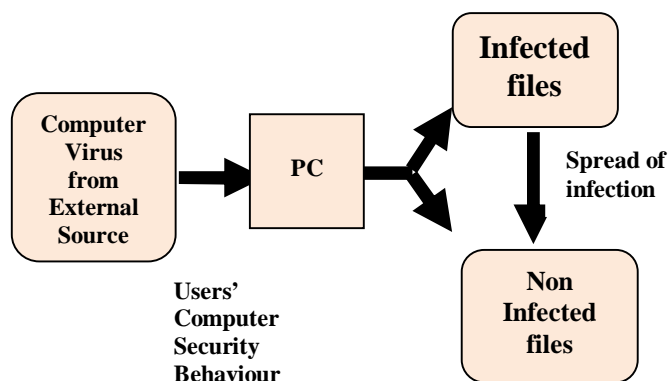 Computer
Virus
from
External
Source
PC
Infected
files
Spread of
infection
Non
Infected
files
Users'
Computer
Security
Behaviour